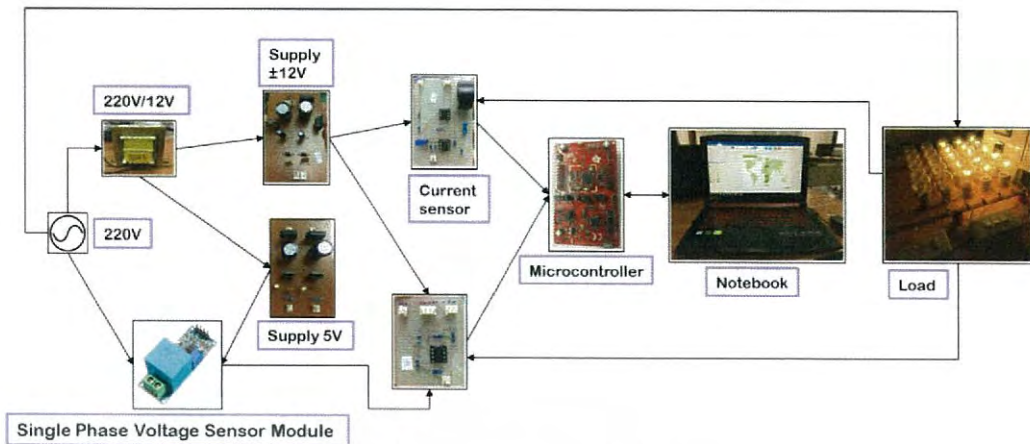 Supply
±12V
220V/12V
Current
sensor
220V
Microcontroller
Notebook
Load
Supply 5V
Single Phase Voltage Sensor Module